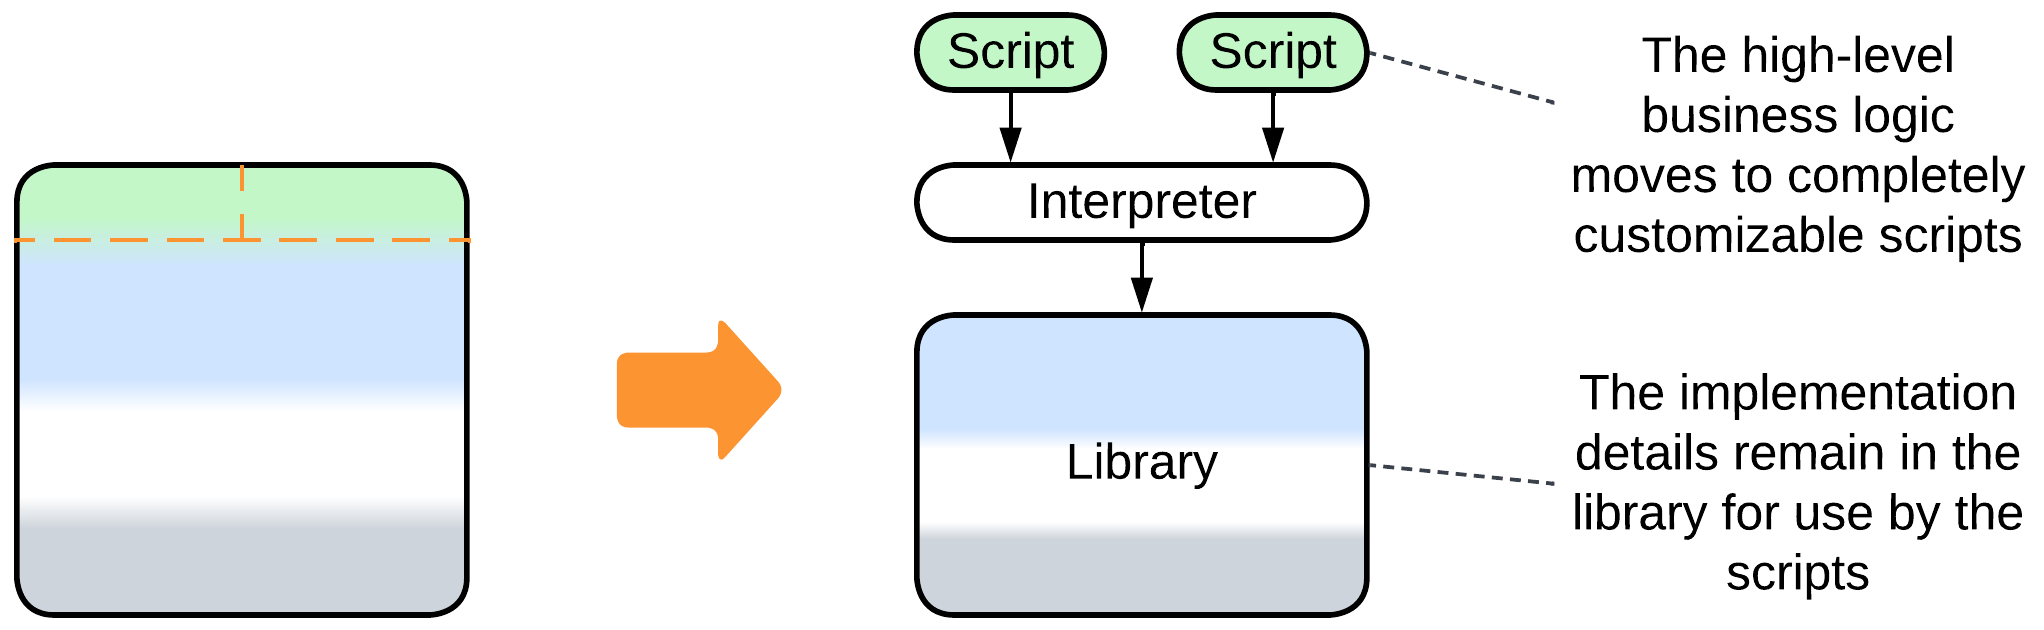 Script
Script
Interpreter
Library
The high-level
business logic
moves to completely
customizable scripts
The implementation
details remain in the
library for use by the
scripts